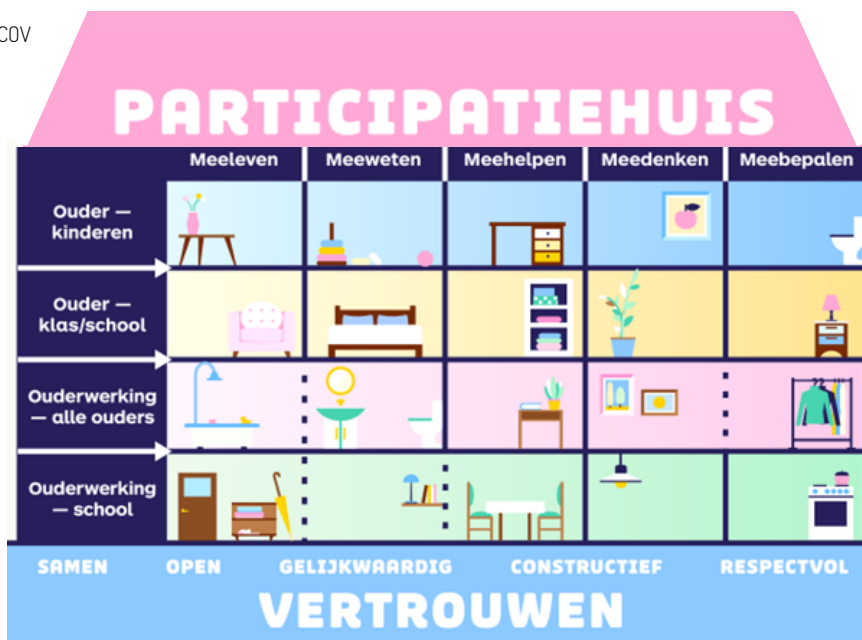 COV
PARTICIPATIEHUIS
Meeleven Meeweten Meehelpen Meedenken Meebepalen
Ouder —
kinderen
Ouder —
klas/school
Ouderwerking
— alle ouders
Ouderwerking
— school
SAMEN OPEN GELIJKWAARDIG CONSTRUCTIEF RESPECTVOL
VERTROUWEN